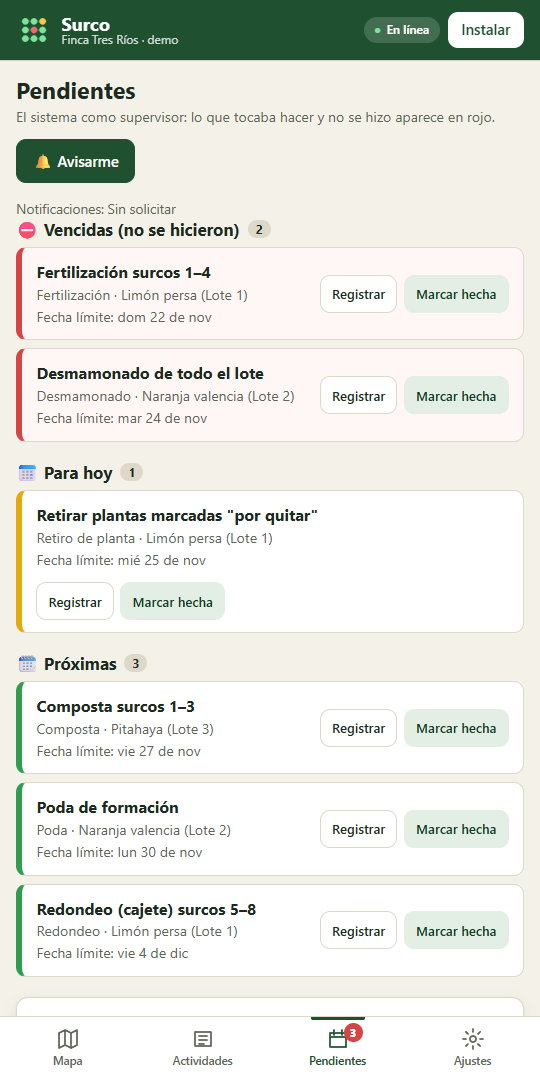 Surco
Finca Tres Ríos · demo
En línea
Instalar
Pendientes
El sistema como supervisor: lo que tocaba hacer y no se hizo aparece en rojo.
Avisarme
Notificaciones: Sin solicitar
Vencidas (no se hicieron) 2
Fertilización surcos 1–4
Fertilización · Limón persa (Lote 1)
Fecha límite: dom 22 de nov
Registrar
Marcar hecha
Desmamonado de todo el lote
Desmamonado · Naranja valencia (Lote 2)
Fecha límite: mar 24 de nov
Registrar
Marcar hecha
Para hoy 1
Retirar plantas marcadas "por quitar"
Retiro de planta · Limón persa (Lote 1)
Fecha límite: mié 25 de nov
Registrar
Marcar hecha
Próximas 3
Composta surcos 1–3
Composta · Pitahaya (Lote 3)
Fecha límite: vie 27 de nov
Registrar
Marcar hecha
Poda de formación
Poda · Naranja valencia (Lote 2)
Fecha límite: lun 30 de nov
Registrar
Marcar hecha
Redondeo (cajete) surcos 5–8
Redondeo · Limón persa (Lote 1)
Fecha límite: vie 4 de dic
Registrar
Marcar hecha
Mapa
Actividades
3
Pendientes
Ajustes